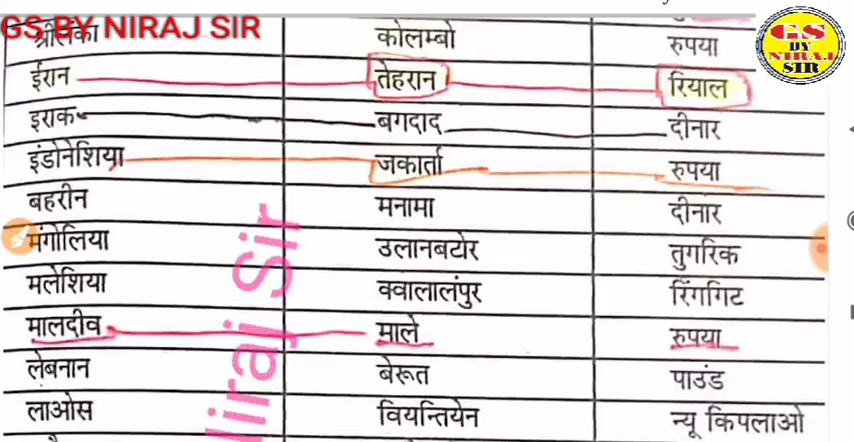 GS BY NIRAJ SIR
श्रीलंका कोलम्बो रुपया
GS
BY
NIRAJ
SIR
ईरान तेहरान रियाल
इराक बगदाद दीनार
इंडोनेशिया जकार्ता रुपया
बहरीन मनामा दीनार
मंगोलिया उलानबटोर तुगरिक
मलेशिया क्वालालंपुर रिंगगिट
मालदीव माले रुपया
लेबनान बेरूत पाउंड
लाओस वियन्तियेन न्यू किपलाओ
Niraj Sir